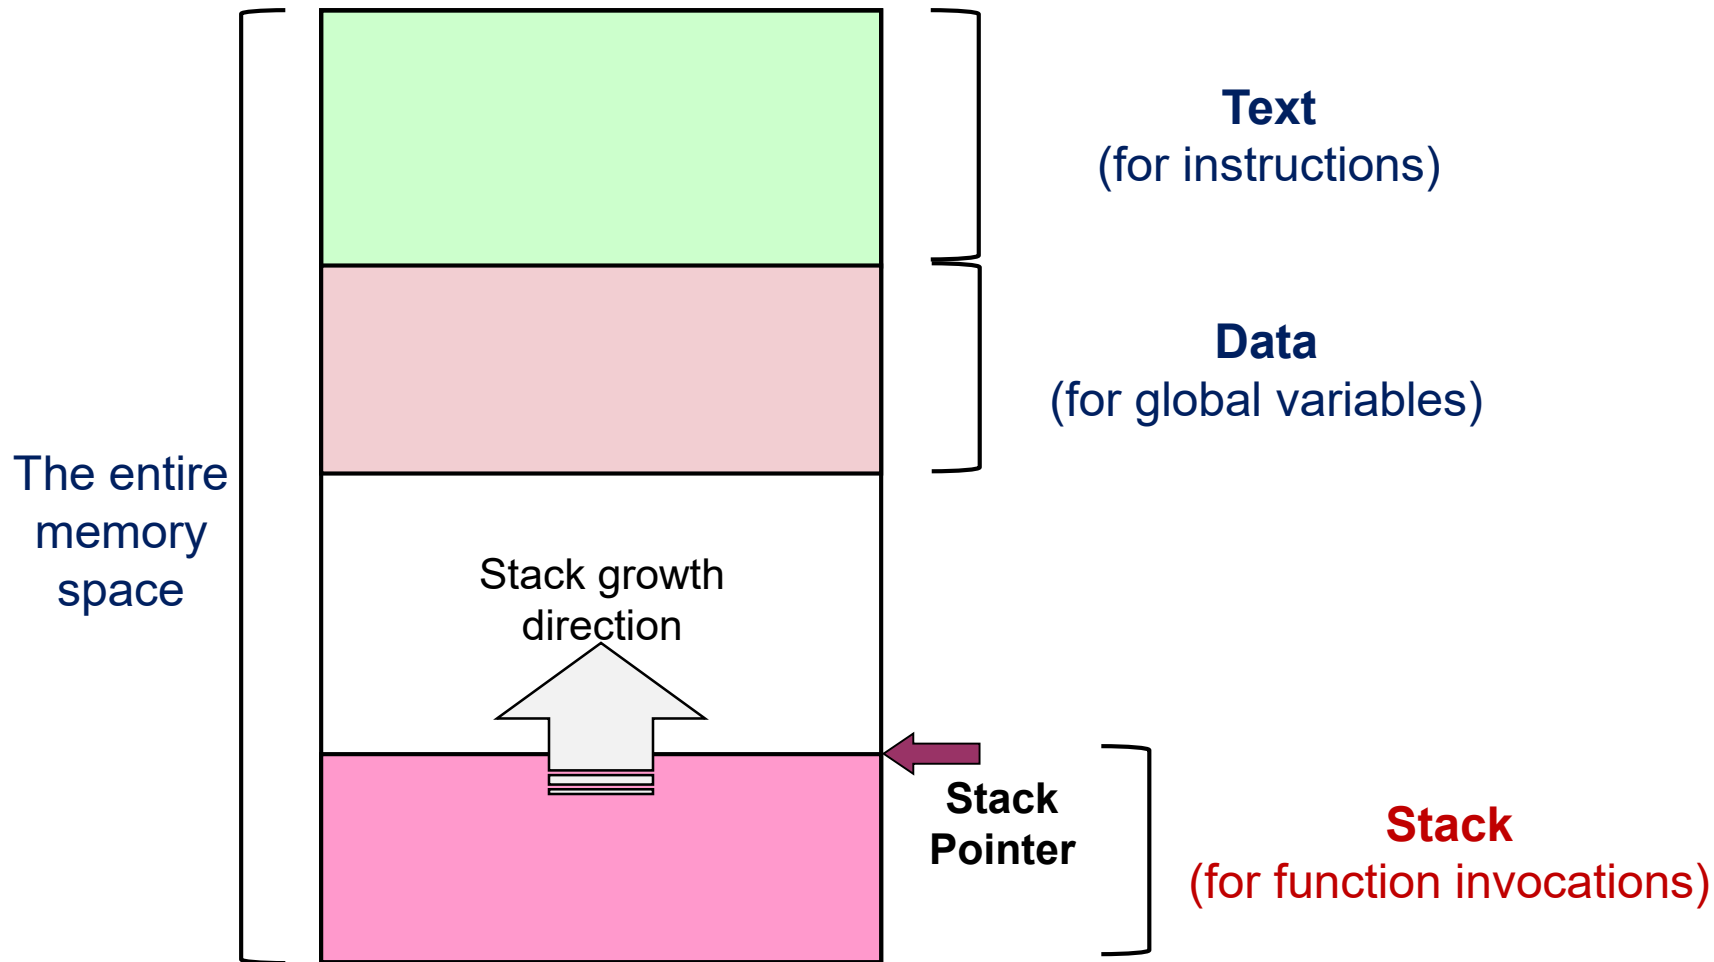 Text
(for instructions)
Data
(for global variables)
The entire
memory
space
Stack growth
direction
Stack
Pointer
Stack
(for function invocations)